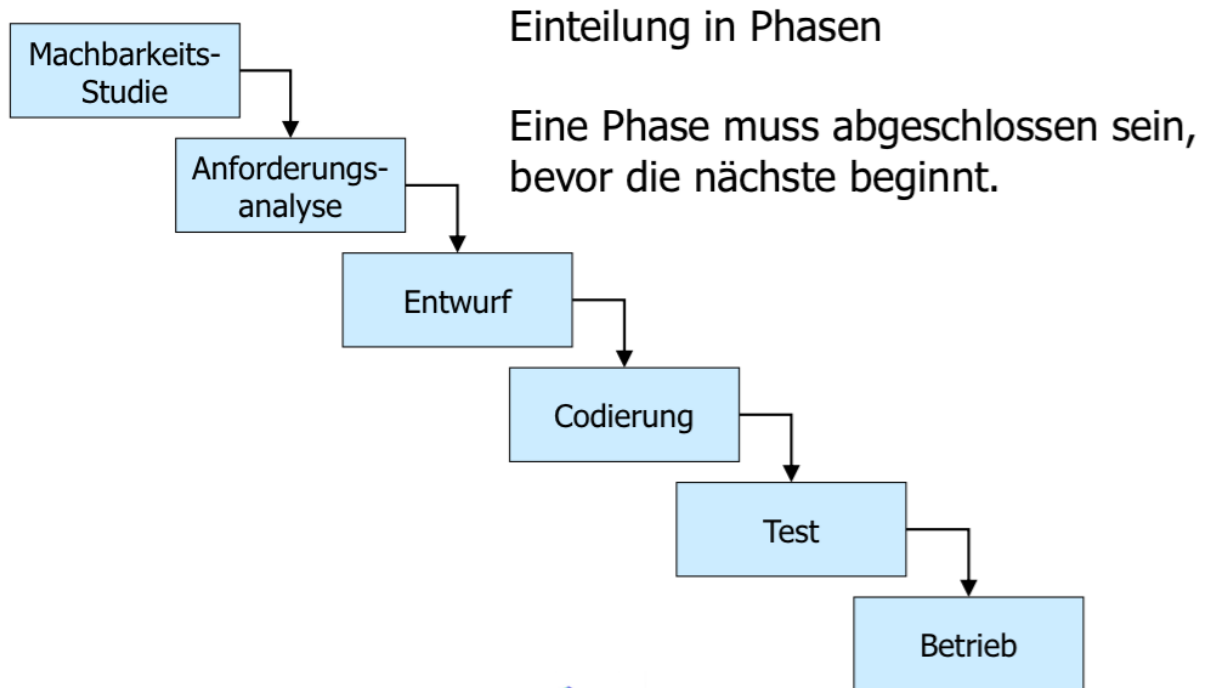 Einteilung in Phasen
Eine Phase muss abgeschlossen sein,
bevor die nächste beginnt.
Machbarkeits-
Studie
Anforderungs-
analyse
Entwurf
Codierung
Test
Betrieb